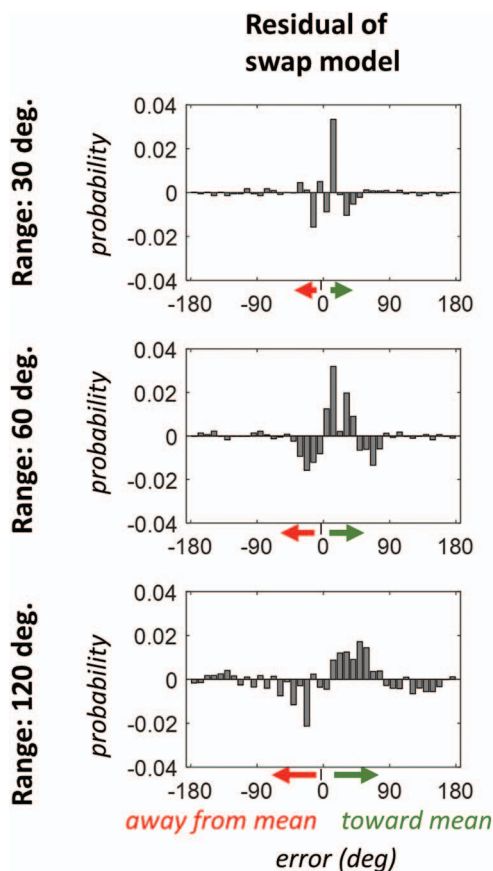 Residual of
swap model
Range: 30 deg.
probability
0.04
0.02
0
-0.02
-0.04
-180 -90 0 90 180
Range: 60 deg.
probability
0.04
0.02
0
-0.02
-0.04
-180 -90 0 90 180
Range: 120 deg.
probability
0.04
0.02
0
-0.02
-0.04
-180 -90 0 90 180
away from mean toward mean
error (deg)